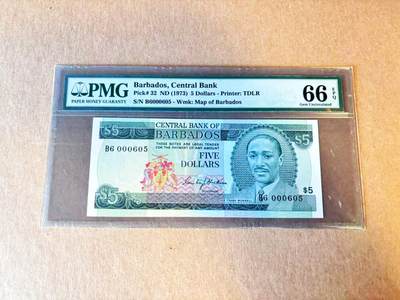 PMG
PAPER MONEY GUARANTY
Barbados, Central Bank
Pick# 32 ND (1973) 5 Dollars - Printer: TDLR
S/N B6000605 - Wmk: Map of Barbados
66 EPQ
Gem Uncirculated
CENTRAL BANK OF
BARBADOS
$5
$5
THESE NOTES ARE LEGAL TENDER
FOR THE PAYMENT OF ANY AMOUNT
B6 000605
FIVE
DOLLARS
$5
$5
B6 000605